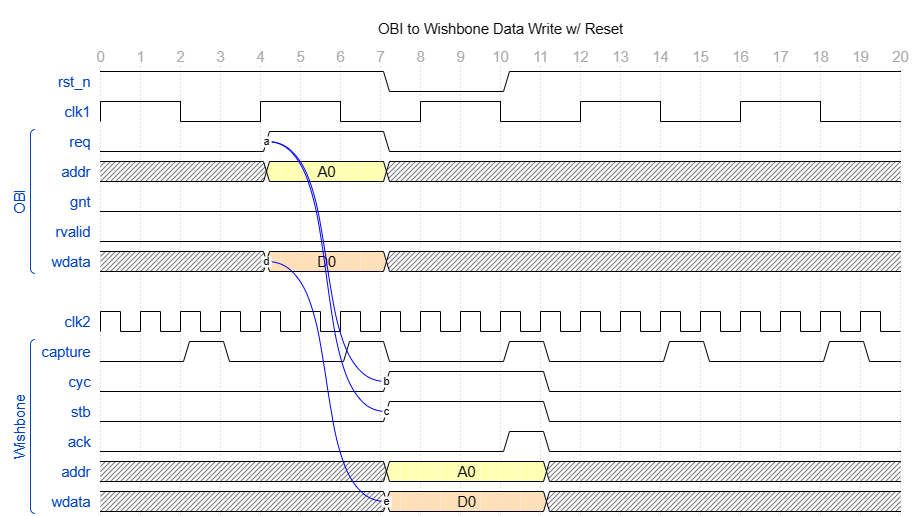 OBI to Wishbone Data Write w/ Reset
0 1 2 3 4 5 6 7 8 9 10 11 12 13 14 15 16 17 18 19 20
rst_n
clk1
OBI
req a
addr A0
gnt
rvalid
wdata d D0
clk2
Wishbone
capture
cyc b
stb c
ack
addr A0
wdata e D0